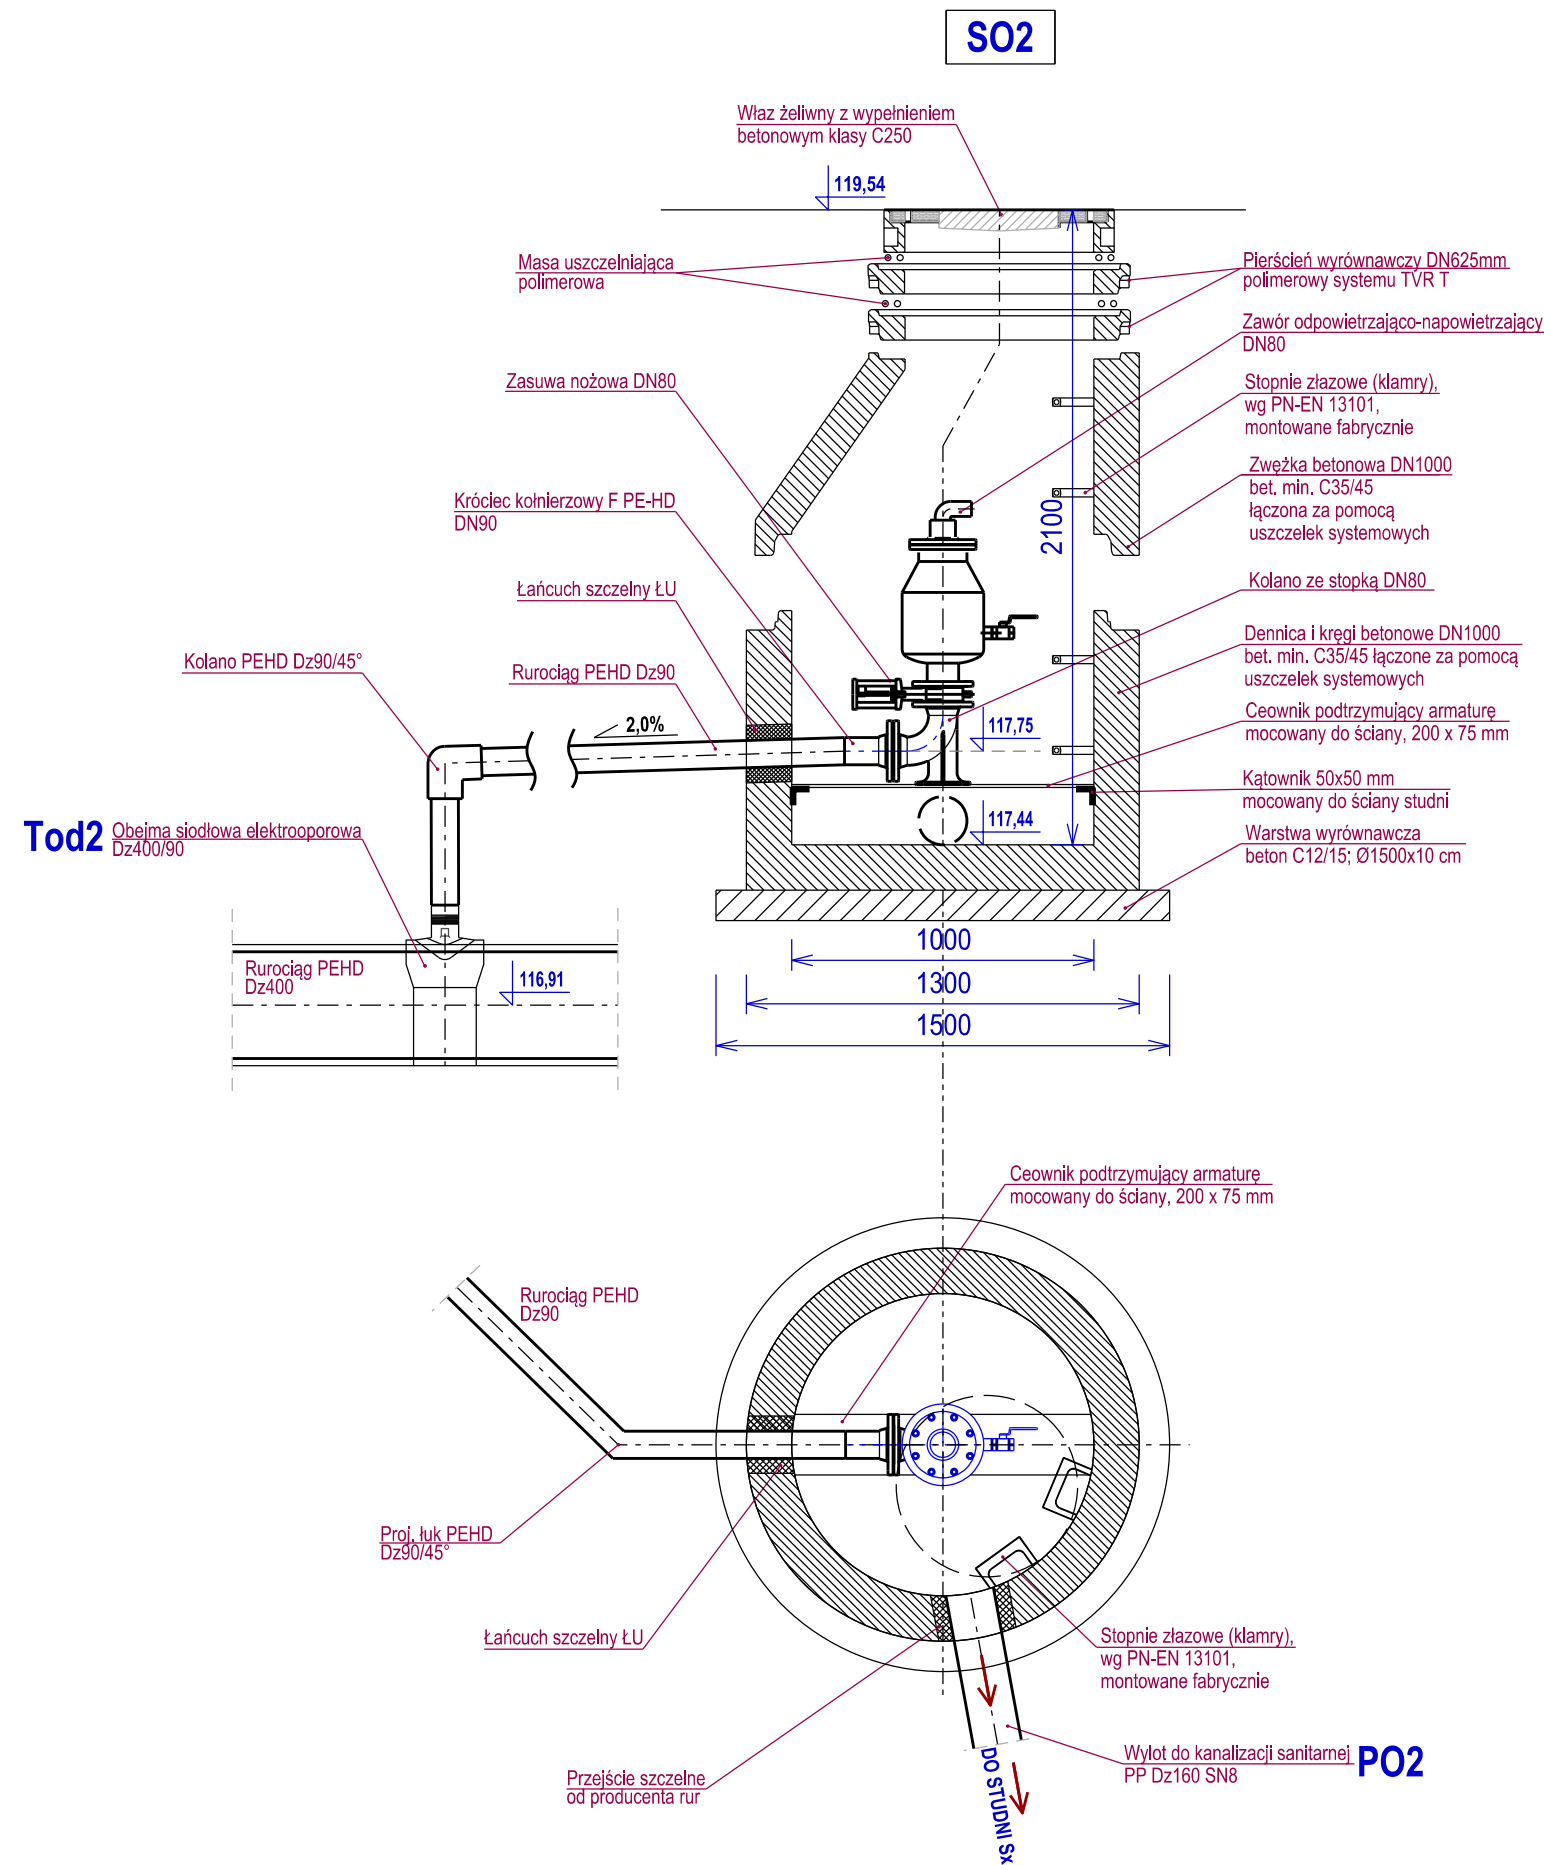 SO2
Właz żeliwny z wypełnieniem
betonowym klasy C250
119,54
Masa uszczelniająca
polimerowa
Pierścień wyrównawczy DN625mm
polimerowy systemu TVR T
Zawór odpowietrzająco-napowietrzający
DN80
Zasuwa nożowa DN80
Stopnie złazowe (klamry),
wg PN-EN 13101,
montowane fabrycznie
Zwężka betonowa DN1000
bet. min. C35/45
łączona za pomocą
uszczelek systemowych
Króciec kołnierzowy F PE-HD
DN90
2100
Łańcuch szczelny ŁU
Kolano ze stopką DN80
Dennica i kręgi betonowe DN1000
bet. min. C35/45 łączone za pomocą
uszczelek systemowych
Kolano PEHD Dz90/45°
Rurociąg PEHD Dz90
2,0%
117,75
Ceownik podtrzymujący armaturę
mocowany do ściany, 200 x 75 mm
Kątownik 50x50 mm
mocowany do ściany studni
117,44
Tod2
Obejma siodłowa elektrooporowa
Dz400/90
Warstwa wyrównawcza
beton C12/15; Ø1500x10 cm
1000
Rurociąg PEHD
Dz400
116,91
1300
1500
Ceownik podtrzymujący armaturę
mocowany do ściany, 200 x 75 mm
Rurociąg PEHD
Dz90
Proj. łuk PEHD
Dz90/45°
Łańcuch szczelny ŁU
Stopnie złazowe (klamry),
wg PN-EN 13101,
montowane fabrycznie
Wylot do kanalizacji sanitarnej
PP Dz160 SN8
PO2
Przejście szczelne
od producenta rur
DO STUDNI Sx